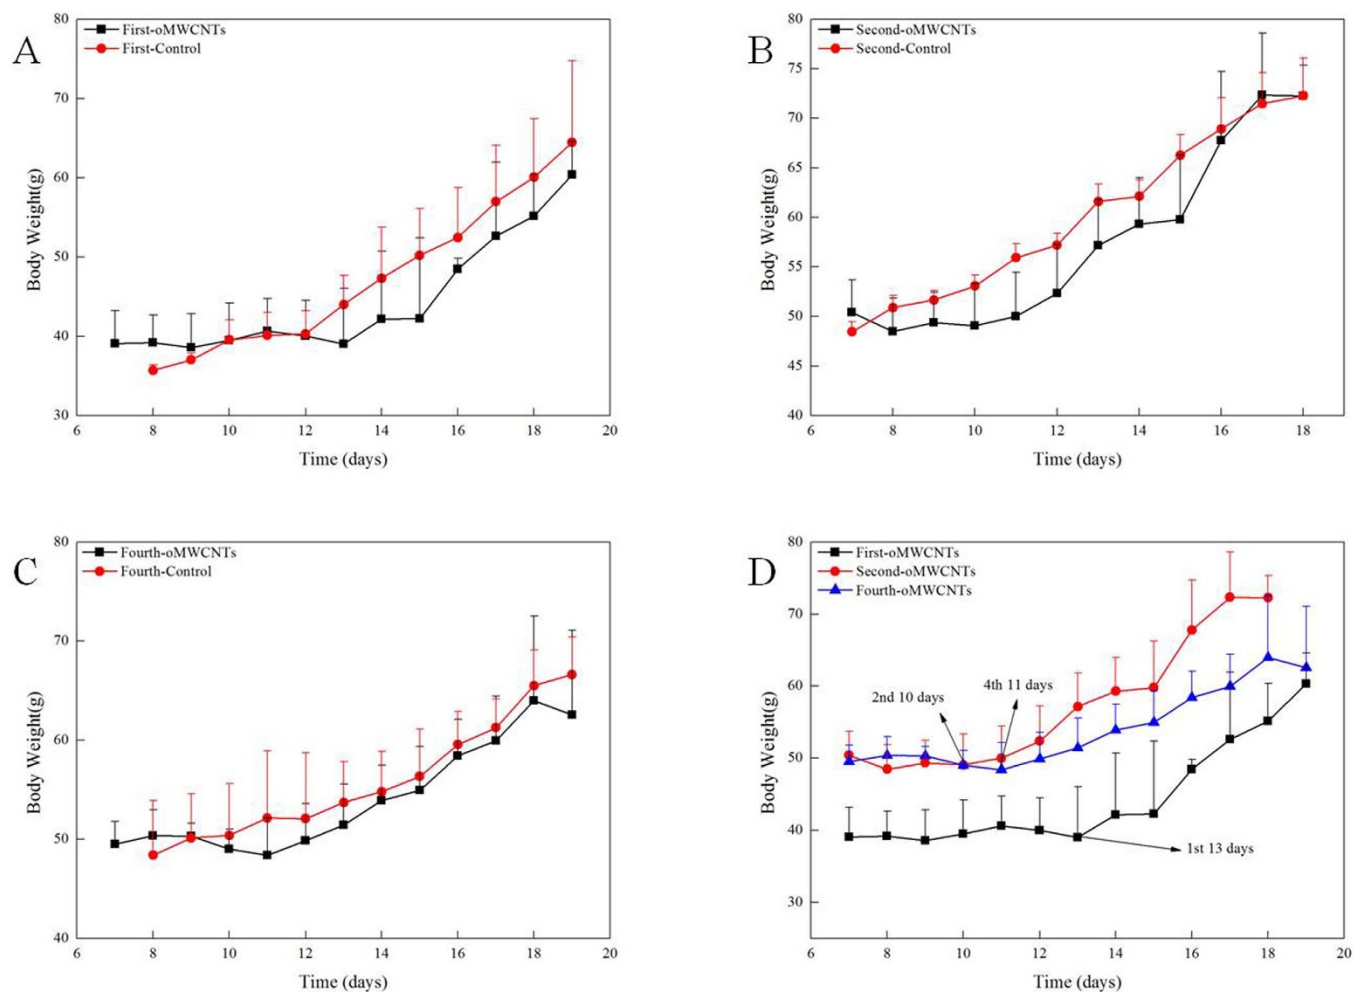 A
First-oMWCNTs
First-Control
80
70
60
50
40
30
Body Weight(g)
6 8 10 12 14 16 18 20
Time (days)
B
Second-oMWCNTs
Second-Control
80
75
70
65
60
55
50
45
40
Body Weight(g)
6 8 10 12 14 16 18
Time (days)
C
Fourth-oMWCNTs
Fourth-Control
80
70
60
50
40
Body Weight(g)
6 8 10 12 14 16 18 20
Time (days)
D
First-oMWCNTs
Second-oMWCNTs
Fourth-oMWCNTs
80
70
60
50
40
30
Body Weight(g)
2nd 10 days
4th 11 days
1st 13 days
6 8 10 12 14 16 18 20
Time (days)